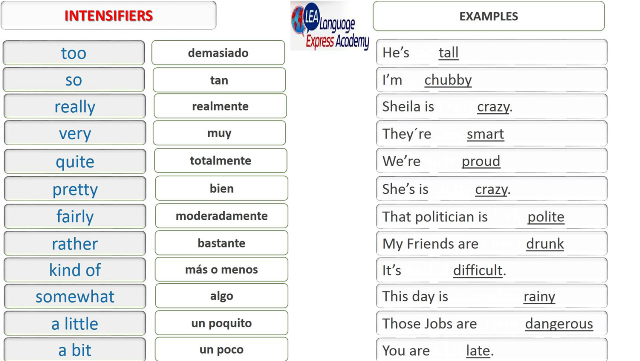 INTENSIFIERS
LEA Language
Express Academy
EXAMPLES
too demasiado He's tall
so tan I'm chubby
really realmente Sheila is crazy.
very muy They´re smart
quite totalmente We're proud
pretty bien She's is crazy.
fairly moderadamente That politician is polite
rather bastante My Friends are drunk
kind of más o menos It's difficult.
somewhat algo This day is rainy
a little un poquito Those Jobs are dangerous
a bit un poco You are late.